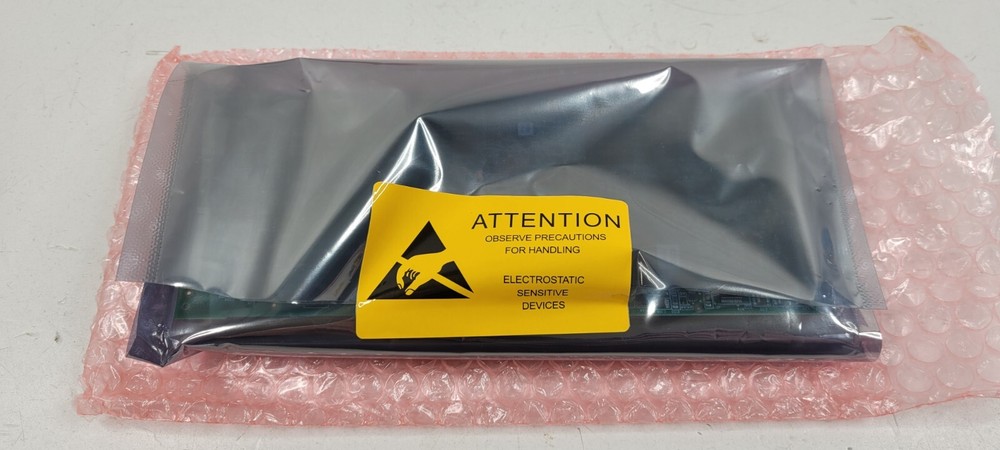 ATTENTION
OBSERVE PRECAUTIONS
FOR HANDLING
ELECTROSTATIC
SENSITIVE
DEVICES